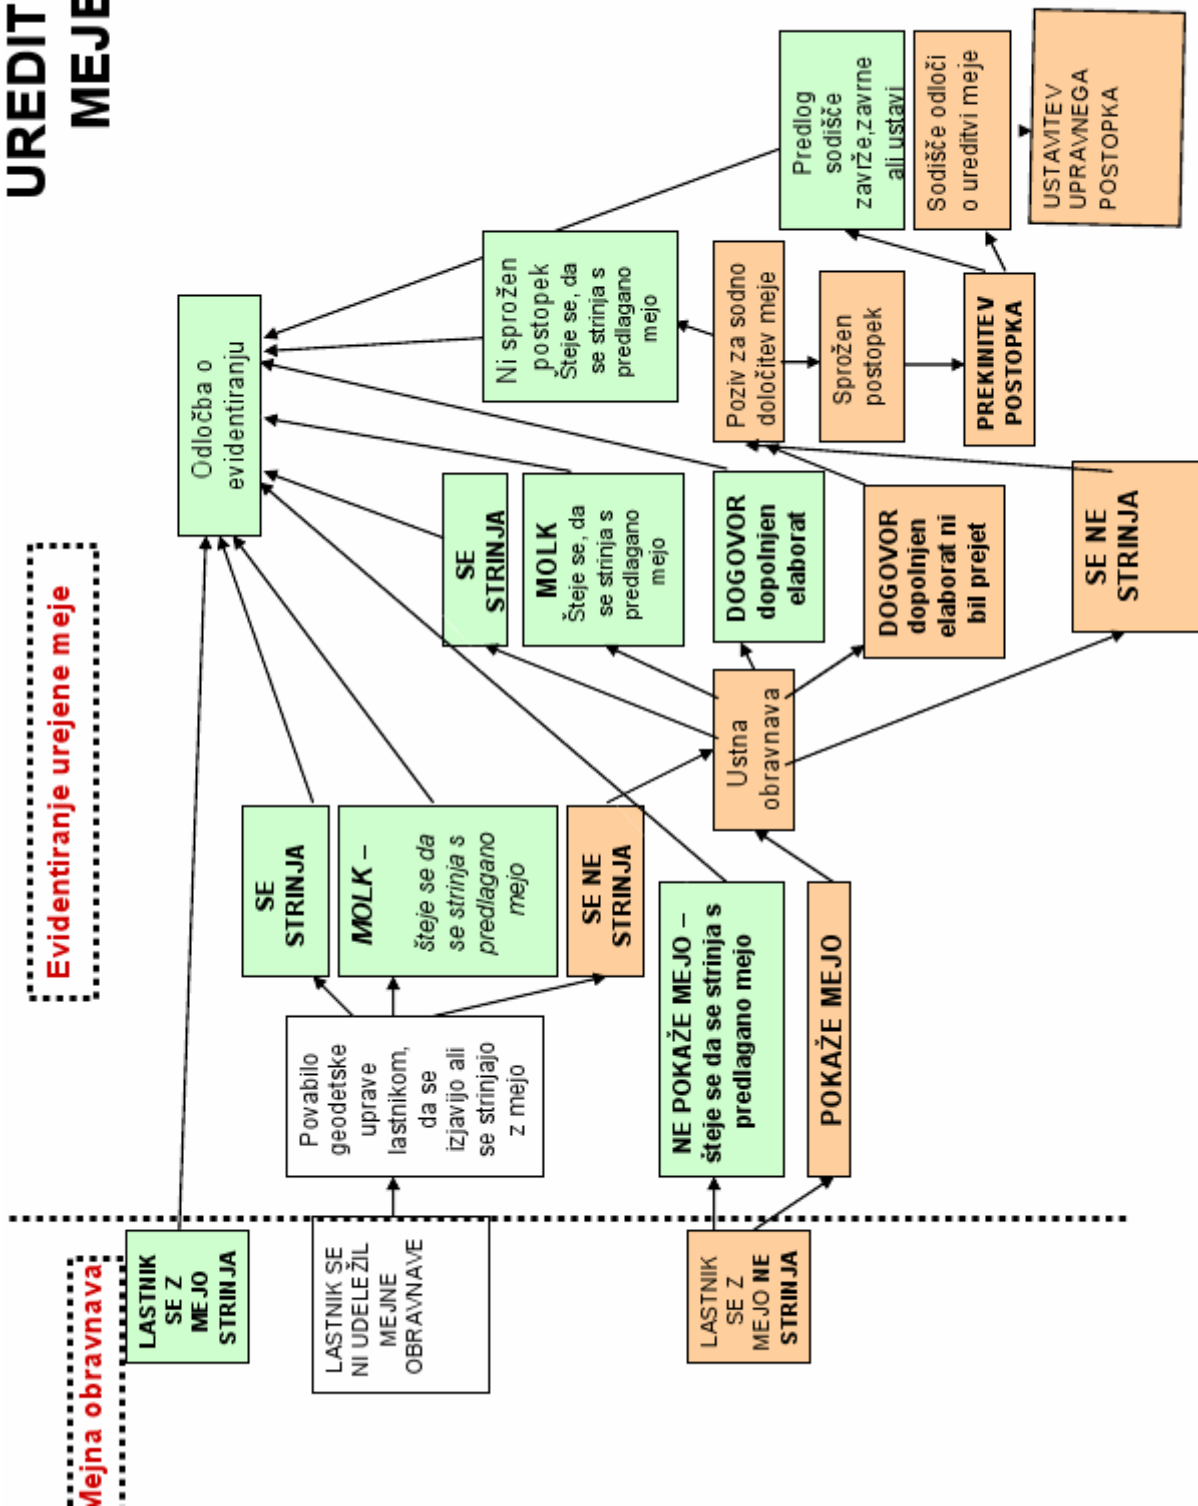 UREDIT
MEJE
Mejna obravnava
Evidentiranje urejene meje
LASTNIK
SE Z
MEJO
STRINJA
LASTNIK SE
NI UDELEŽIL
MEJNE
OBRAVNAVE
LASTNIK
SE Z
MEJO NE
STRINJA
Povabilo
geodetske
uprave
lastnikom,
da se
izjavijo ali
se strinjajo
z mejo
NE POKAŽE MEJO –
šteje se da se strinja s
predlagano mejo
POKAŽE MEJO
SE
STRINJA
MOLK –
šteje se da
se strinja s
predlagano
mejo
SE NE
STRINJA
Ustna
obravnava
Odločba o
evidentiranju
SE
STRINJA
MOLK
Šteje se, da
se strinja s
predlagano
mejo
DOGOVOR
dopolnjen
elaborat
DOGOVOR
dopolnjen
elaborat ni
bil prejet
SE NE
STRINJA
Ni sprožen
postopek
Šteje se, da
se strinja s
predlagano
mejo
Poziv za sodno
določitev meje
Sprožen
postopek
PREKINITEV
POSTOPKA
Predlog
sodišče
zavrže,zavrne
ali ustavi
Sodišče odloči
o ureditvi meje
USTAVITEV
UPRAVNEGA
POSTOPKA